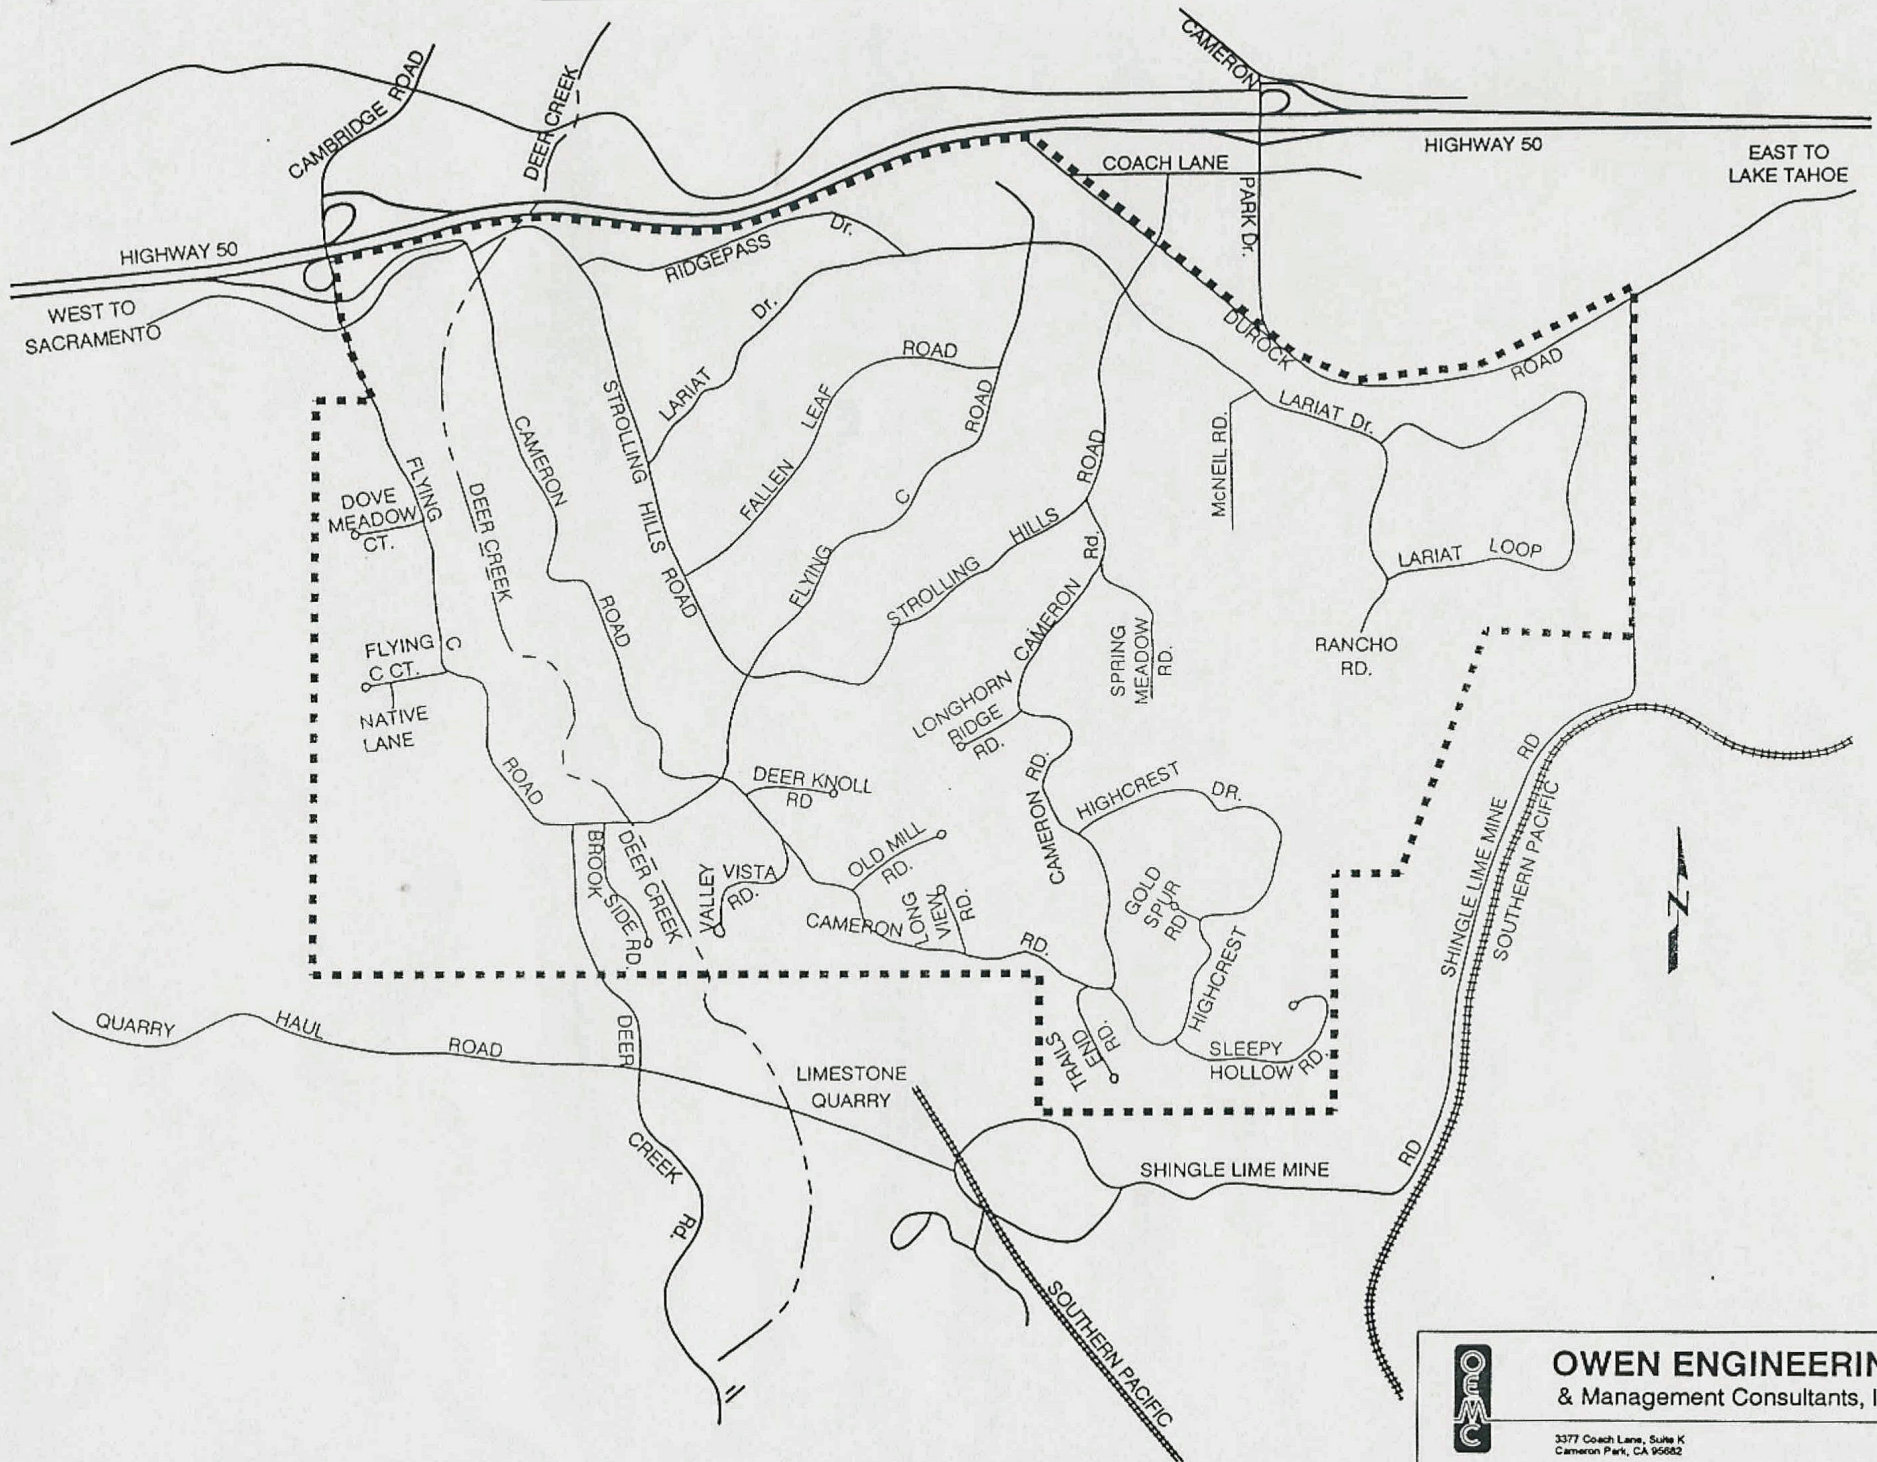 CAMBRIDGE ROAD
DEER CREEK
CAMERON
HIGHWAY 50
EAST TO
LAKE TAHOE
COACH LANE
PARK Dr.
HIGHWAY 50
WEST TO
SACRAMENTO
RIDGEPASS Dr.
LARIAT Dr.
DUROCK ROAD
FALLEN LEAF ROAD
STROLLING HILLS ROAD
CAMERON ROAD
FLYING C ROAD
LARIAT Dr.
McNEIL RD.
LARIAT LOOP
RANCHO
RD.
DOVE
MEADOW
CT.
FLYING C ROAD
DEER CREEK
STROLLING HILLS ROAD
CAMERON Rd.
SPRING
MEADOW
RD.
FLYING
C CT.
NATIVE
LANE
LONGHORN
RIDGE
RD.
CAMERON RD.
HIGHCREST DR.
DEER KNOLL
RD
OLD MILL
RD.
BROOK SIDE RD.
DEER CREEK
VALLEY VISTA
RD.
CAMERON RD.
LONG
VIEW
RD.
GOLD
SPUR
RD
HIGHCREST
SLEEPY
HOLLOW RD.
TRAILS
END
RD.
QUARRY HAUL ROAD
DEER CREEK Rd.
LIMESTONE
QUARRY
SHINGLE LIME MINE RD
SHINGLE LIME MINE RD
SOUTHERN PACIFIC
SOUTHERN PACIFIC
N
OEMC
OWEN ENGINEERIN
& Management Consultants, I
3377 Coach Lane, Suite K
Cameron Park, CA 95682